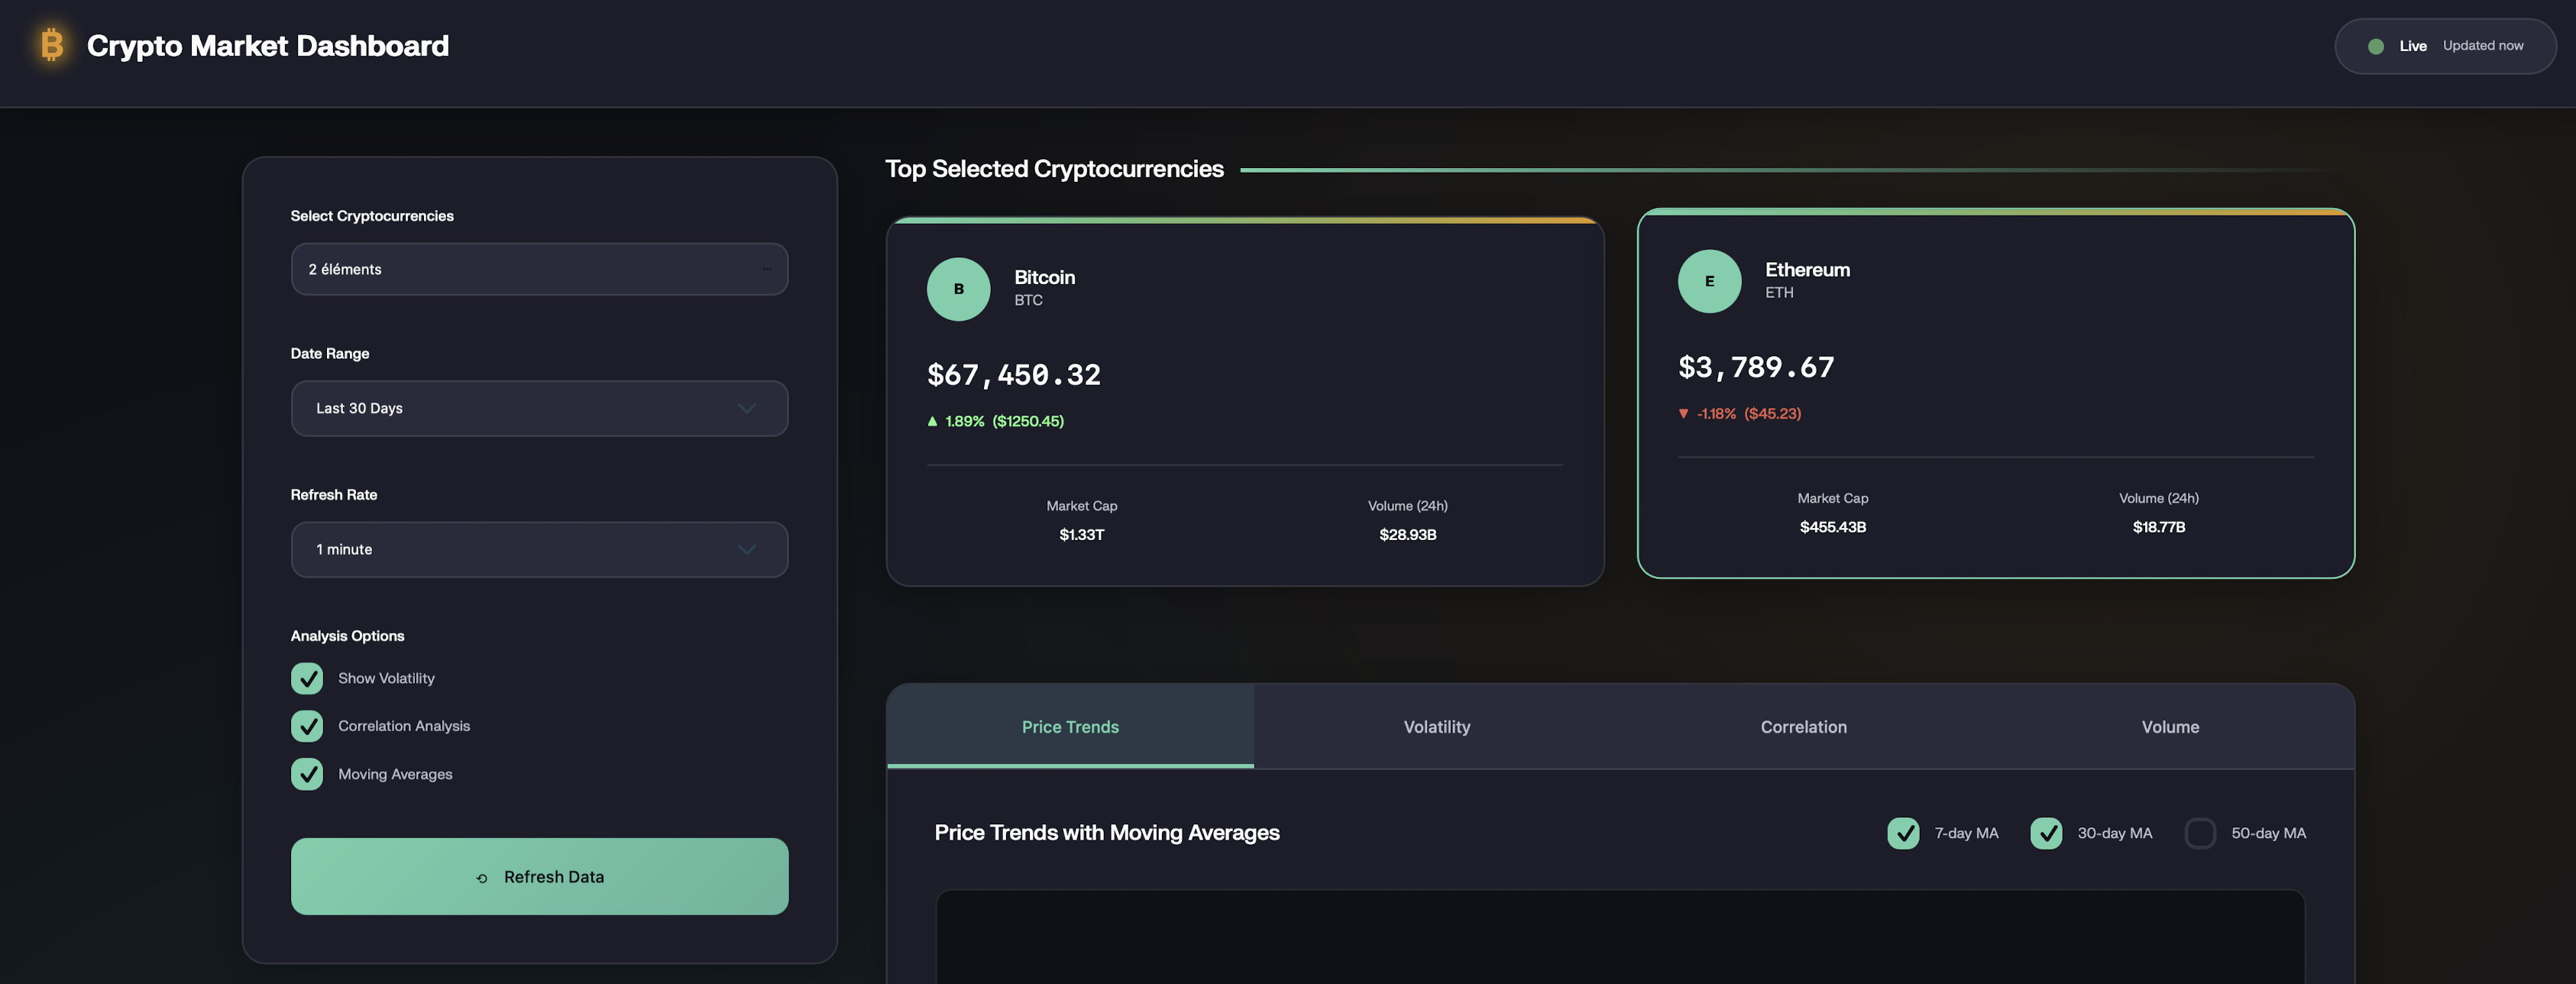 Crypto Market Dashboard
Live Updated now
Select Cryptocurrencies
2 éléments
Date Range
Last 30 Days
Refresh Rate
1 minute
Analysis Options
Show Volatility
Correlation Analysis
Moving Averages
Refresh Data
Top Selected Cryptocurrencies
B
Bitcoin
BTC
$67,450.32
▲ 1.89% ($1250.45)
Market Cap
$1.33T
Volume (24h)
$28.93B
E
Ethereum
ETH
$3,789.67
▼ -1.18% ($45.23)
Market Cap
$455.43B
Volume (24h)
$18.77B
Price Trends
Volatility
Correlation
Volume
Price Trends with Moving Averages
7-day MA
30-day MA
50-day MA